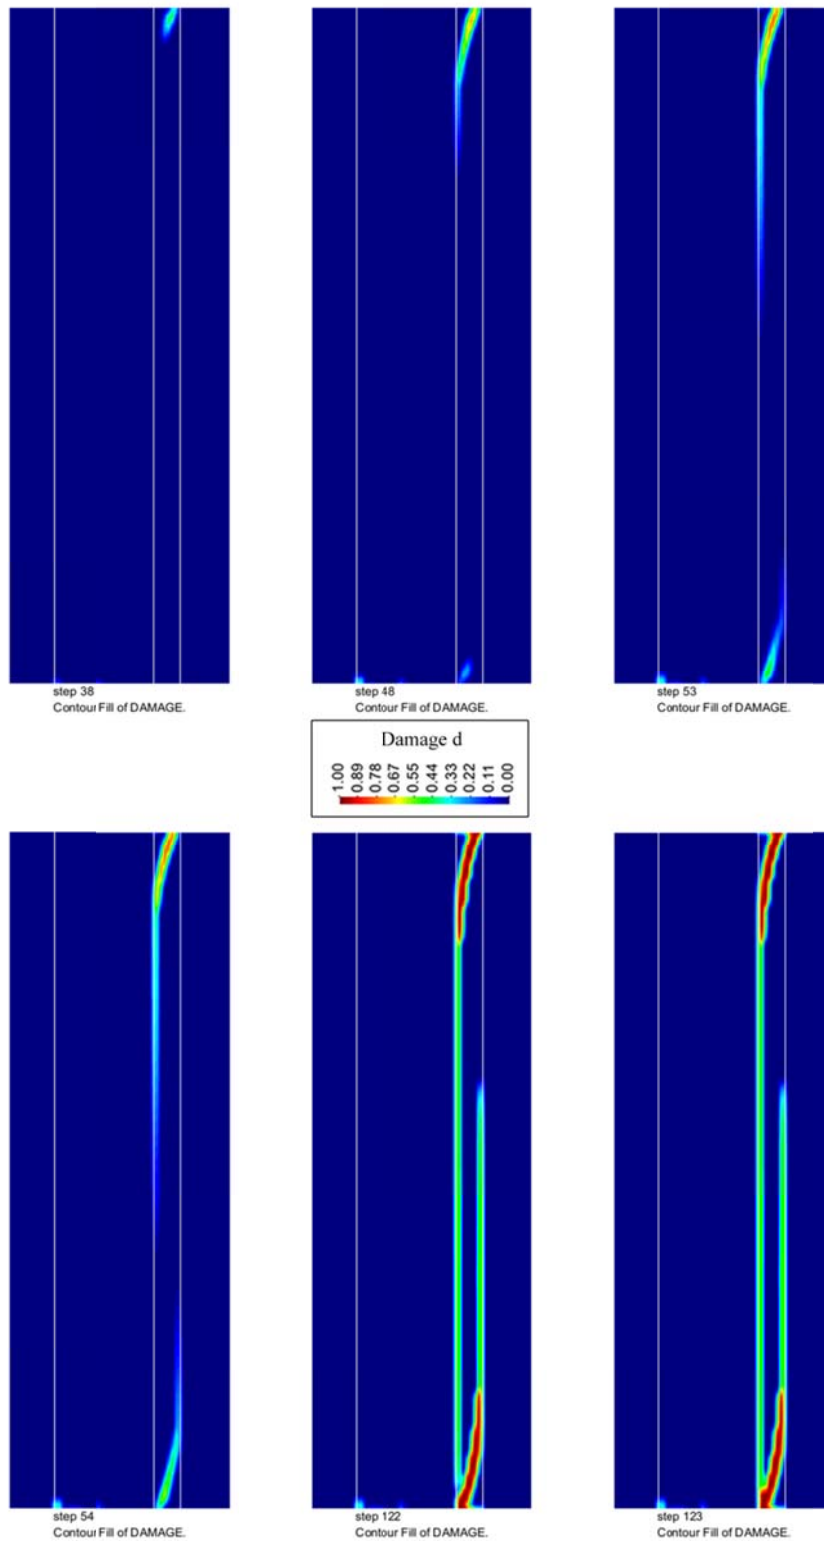 step 38
Contour Fill of DAMAGE.
step 48
Contour Fill of DAMAGE.
step 53
Contour Fill of DAMAGE.
Damage d
1.00
0.89
0.78
0.67
0.55
0.44
0.33
0.22
0.11
0.00
step 54
Contour Fill of DAMAGE.
step 122
Contour Fill of DAMAGE.
step 123
Contour Fill of DAMAGE.